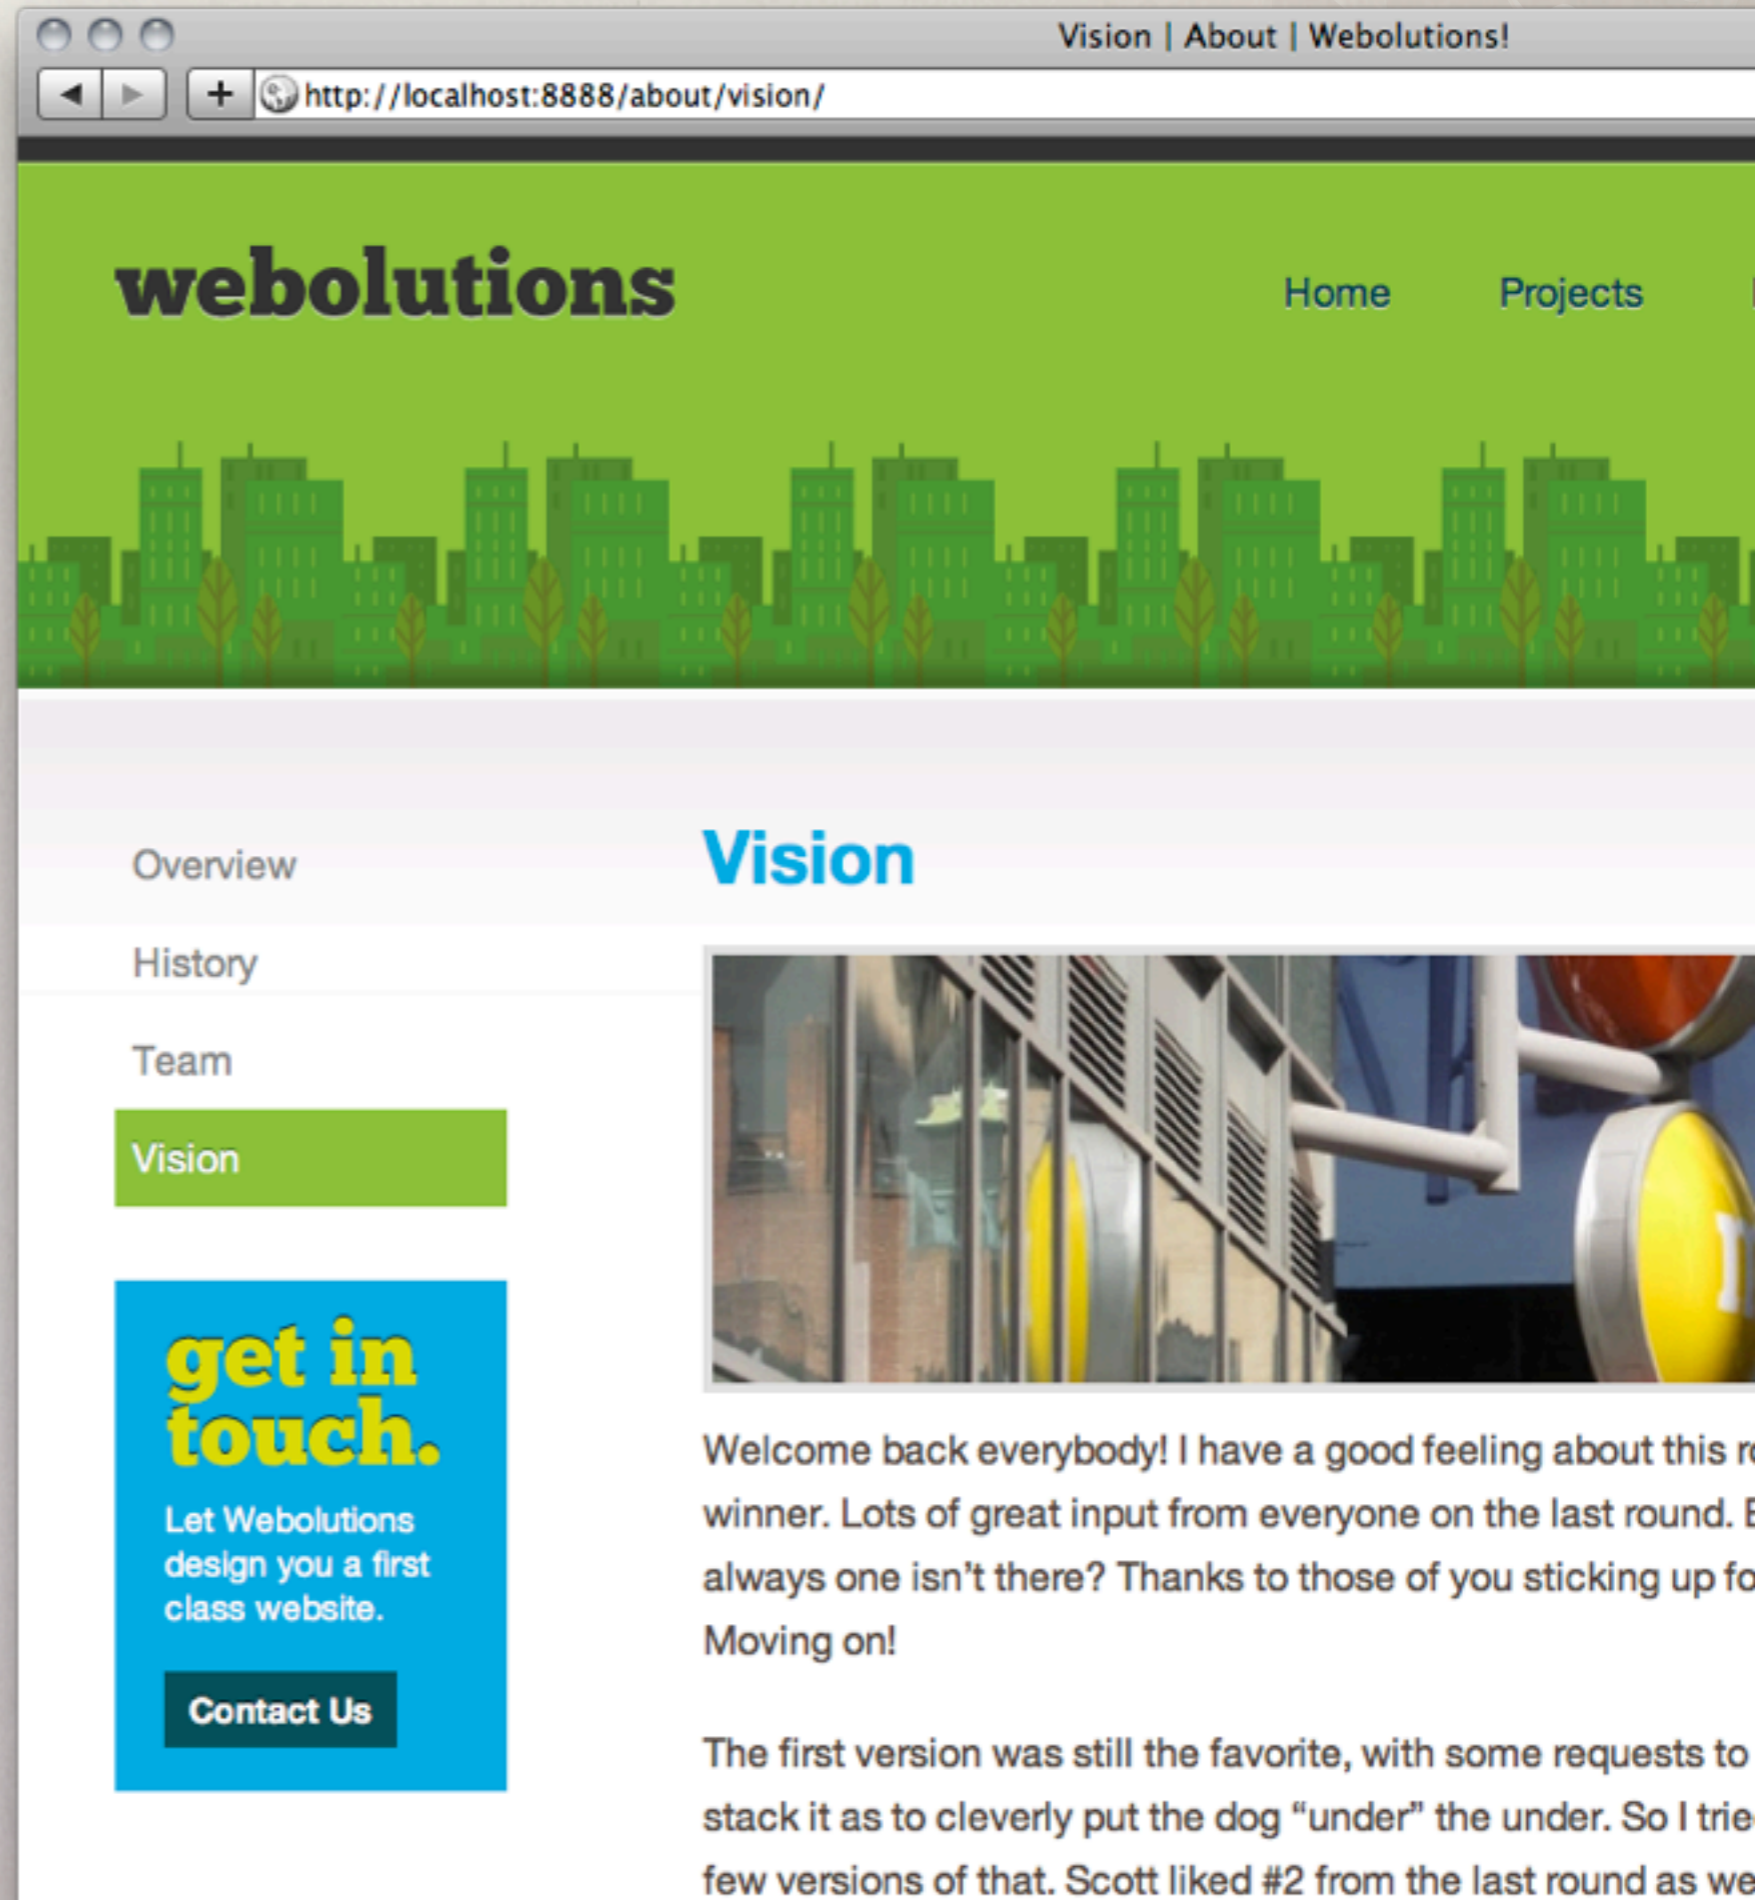 Vision | About | Webolutions!
http://localhost:8888/about/vision/
webolutions
Home Projects
Overview
History
Team
Vision
get in
touch.
Let Webolutions
design you a first
class website.
Contact Us
Vision
Welcome back everybody! I have a good feeling about this
winner. Lots of great input from everyone on the last round.
always one isn't there? Thanks to those of you sticking up
Moving on!
The first version was still the favorite, with some requests to
stack it as to cleverly put the dog “under” the under. So I
few versions of that. Scott liked #2 from the last round as